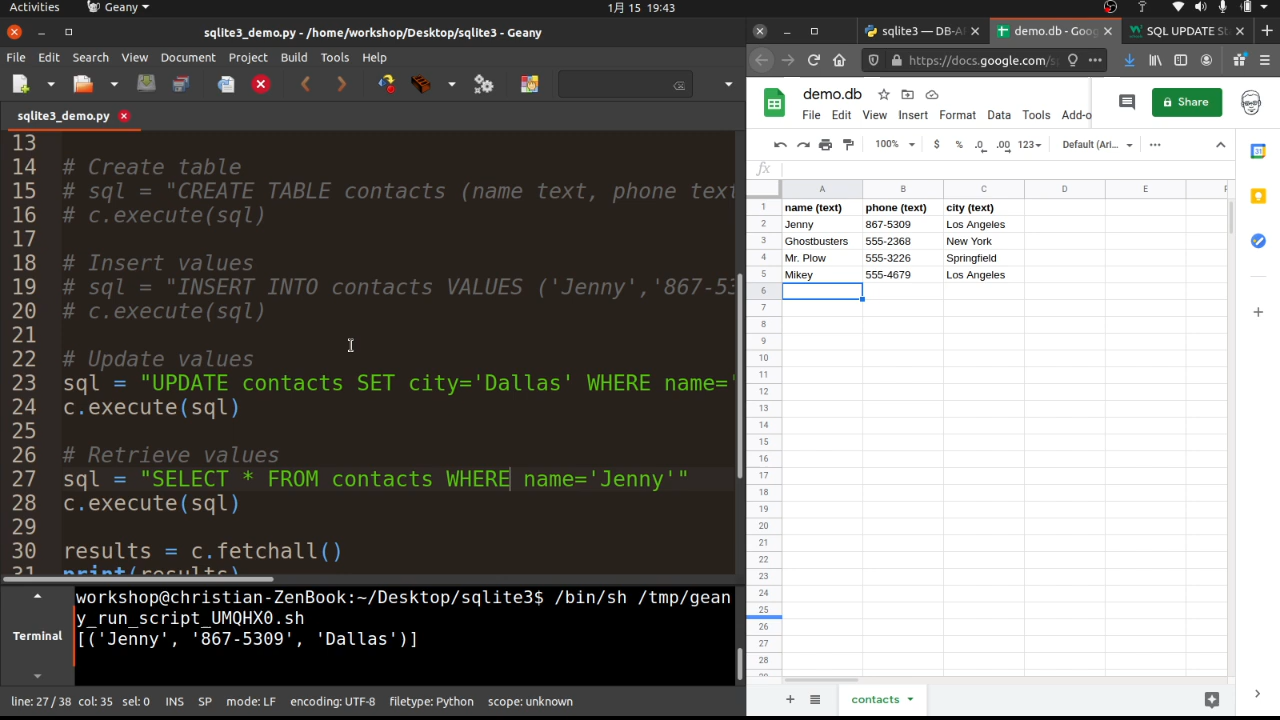 Activities
Geany
1月 15 19:43
sqlite3_demo.py - /home/workshop/Desktop/sqlite3 - Geany
File Edit Search View Document Project Build Tools Help
sqlite3_demo.py
13
14 # Create table
15 # sql = "CREATE TABLE contacts (name text, phone text
16 # c.execute(sql)
17
18 # Insert values
19 # sql = "INSERT INTO contacts VALUES ('Jenny','867-53
20 # c.execute(sql)
21
22 # Update values
23 sql = "UPDATE contacts SET city='Dallas' WHERE name='
24 c.execute(sql)
25
26 # Retrieve values
27 sql = "SELECT * FROM contacts WHERE name='Jenny'"
28 c.execute(sql)
29
30 results = c.fetchall()
31 print(results)
Terminal
workshop@christian-ZenBook:~/Desktop/sqlite3$ /bin/sh /tmp/gean
y_run_script_UMQHX0.sh
[('Jenny', '867-5309', 'Dallas')]
line: 27 / 38 col: 35 sel: 0 INS SP mode: LF encoding: UTF-8 filetype: Python scope: unknown
sqlite3 — DB-A
demo.db - Goog
SQL UPDATE St
https://docs.google.com/s
demo.db
File Edit View Insert Format Data Tools Add-o
Share
100% $ % .0 .00 123 Default (Ari...
fx
A B C D E F
1 name (text) phone (text) city (text)
2 Jenny 867-5309 Los Angeles
3 Ghostbusters 555-2368 New York
4 Mr. Plow 555-3226 Springfield
5 Mikey 555-4679 Los Angeles
6
7
8
9
10
11
12
13
14
15
16
17
18
19
20
21
22
23
24
25
26
27
28
29
contacts
31